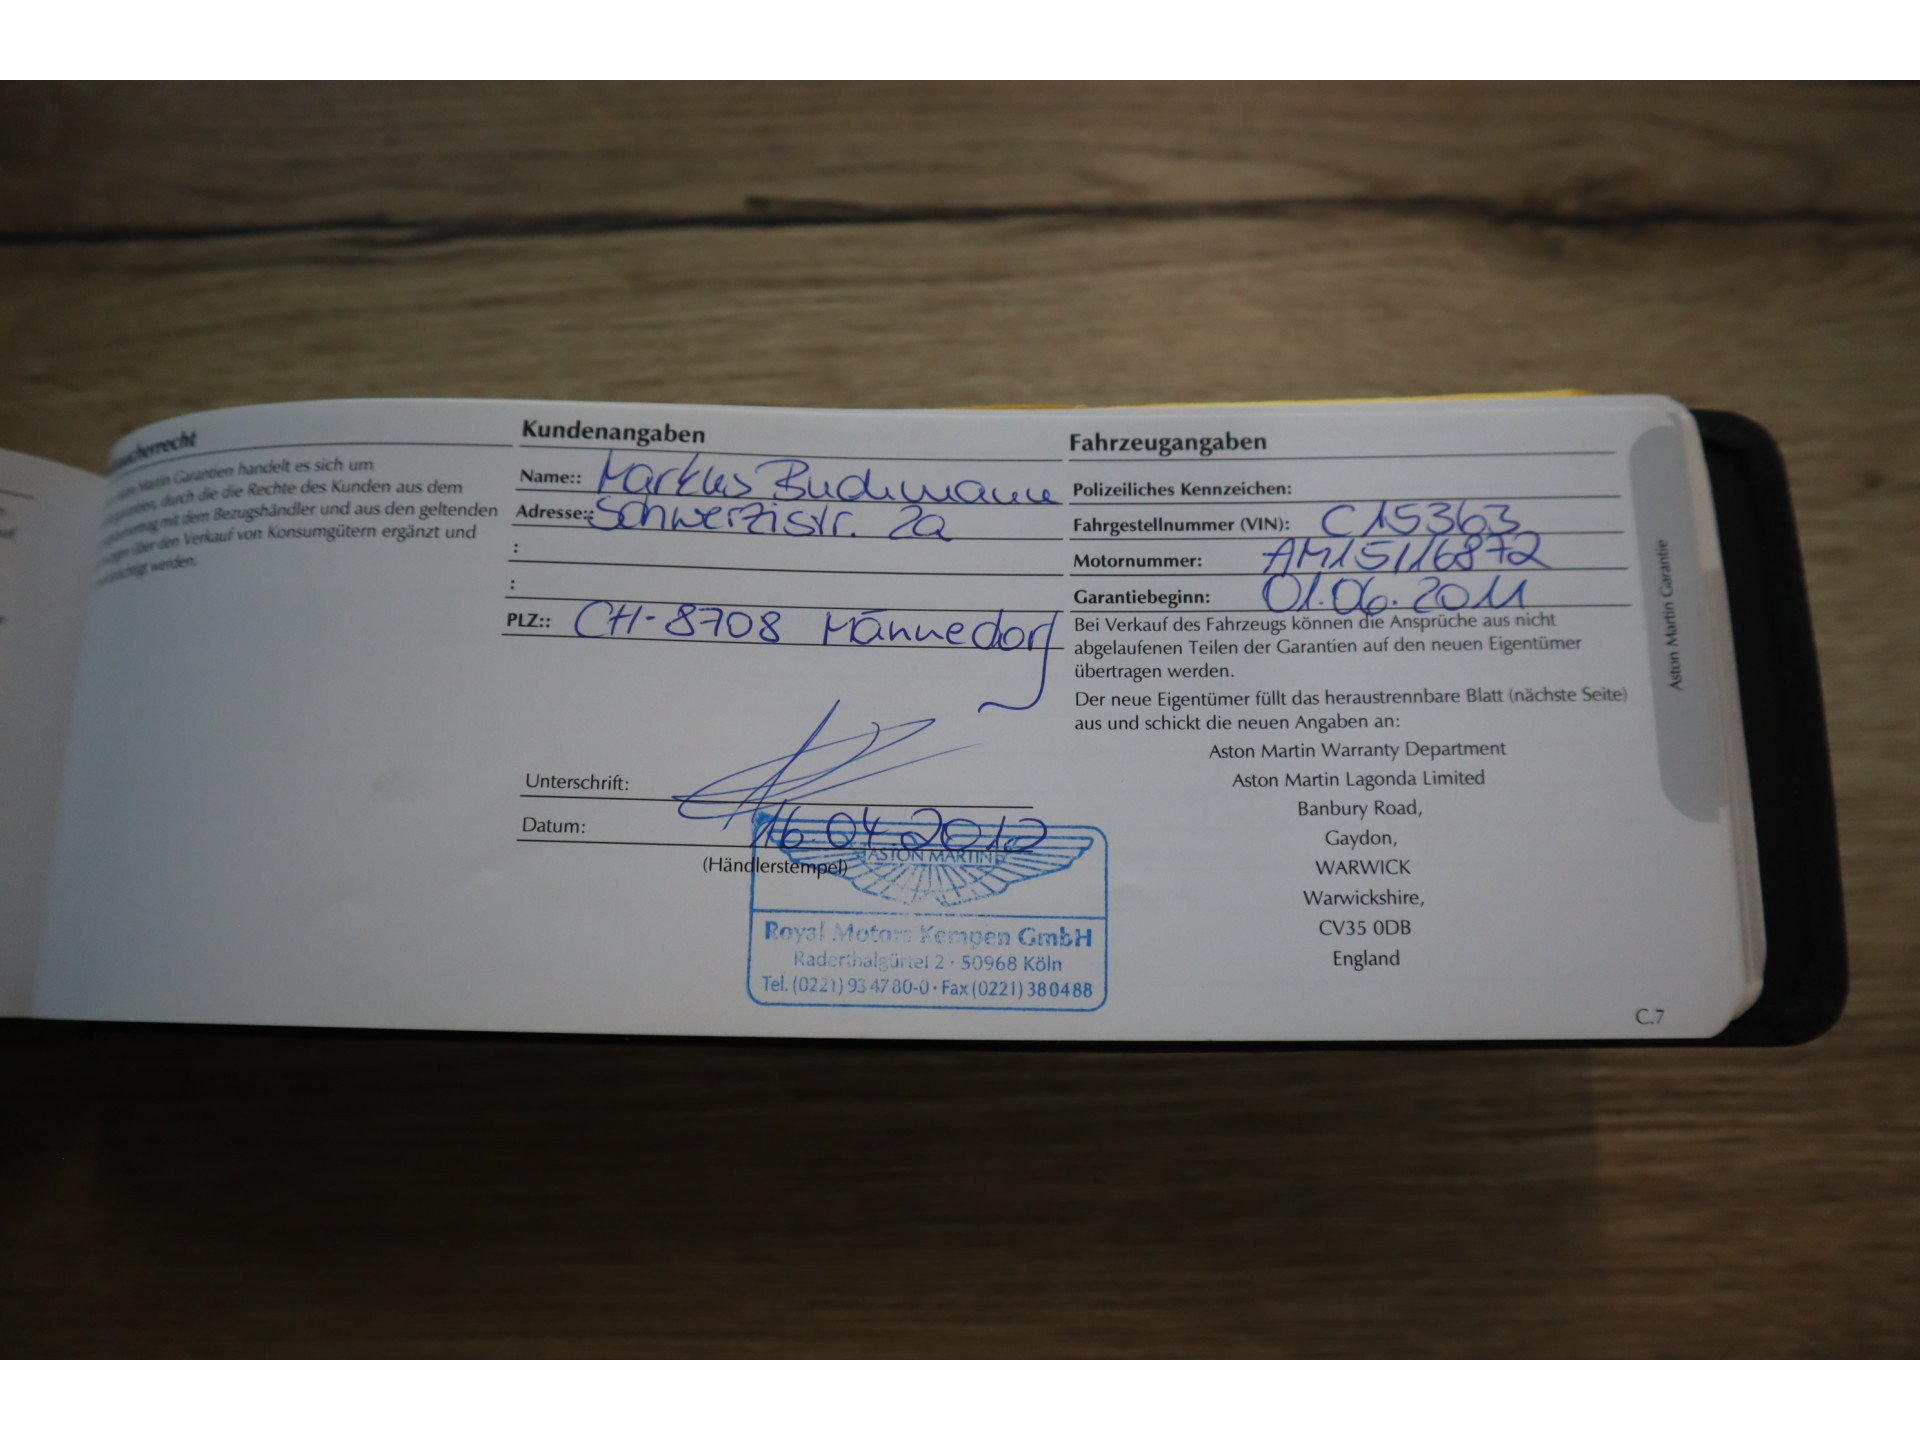 Garantien handelt es sich um
durch die die Rechte des Kunden aus dem
mit dem Bezugshändler und aus den geltenden
über den Verkauf von Konsumgütern ergänzt und
werden.
Kundenangaben
Name:: Markus Buchmann
Adresse:: Schwerzistr. 2a
:
:
PLZ:: CH-8708 Männedorf
Unterschrift:
Datum: 16.04.2012
(Händlerstempel)
ASTON MARTIN
Royal Motors Kempen GmbH
Raderthalgürtel 2 · 50968 Köln
Tel. (0221) 93 47 80-0 · Fax (0221) 38 04 88
Fahrzeugangaben
Polizeiliches Kennzeichen:
Fahrgestellnummer (VIN): C15363
Motornummer: AM15116872
Garantiebeginn: 01.06.2011
Bei Verkauf des Fahrzeugs können die Ansprüche aus nicht
abgelaufenen Teilen der Garantien auf den neuen Eigentümer
übertragen werden.
Der neue Eigentümer füllt das heraustrennbare Blatt (nächste Seite)
aus und schickt die neuen Angaben an:
Aston Martin Warranty Department
Aston Martin Lagonda Limited
Banbury Road,
Gaydon,
WARWICK
Warwickshire,
CV35 0DB
England
Aston Martin Garantie
C.7